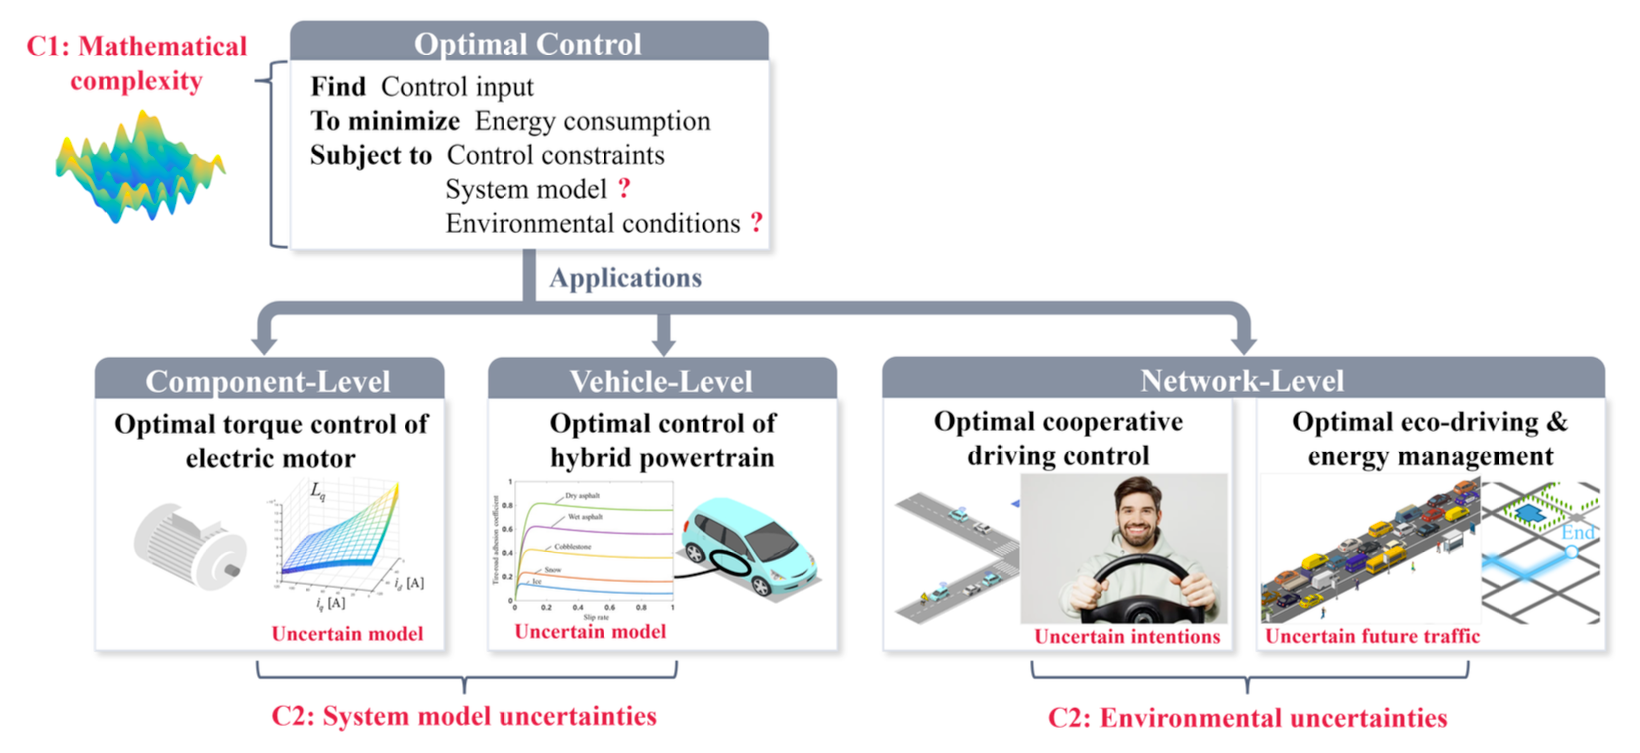 C1: Mathematical
complexity
Optimal Control
Find Control input
To minimize Energy consumption
Subject to Control constraints
System model ?
Environmental conditions ?
Applications
Component-Level
Optimal torque control of
electric motor
Lq
iq [A]
id [A]
Uncertain model
Vehicle-Level
Optimal control of
hybrid powertrain
Tire-road adhesion coefficient
1
0.8
0.6
0.4
0.2
0
Dry asphalt
Wet asphalt
Cobblestone
Snow
Ice
0 0.2 0.4 0.6 0.8 1
Slip rate
Uncertain model
Network-Level
Optimal cooperative
driving control
Uncertain intentions
Optimal eco-driving &
energy management
End
Uncertain future traffic
C2: System model uncertainties
C2: Environmental uncertainties